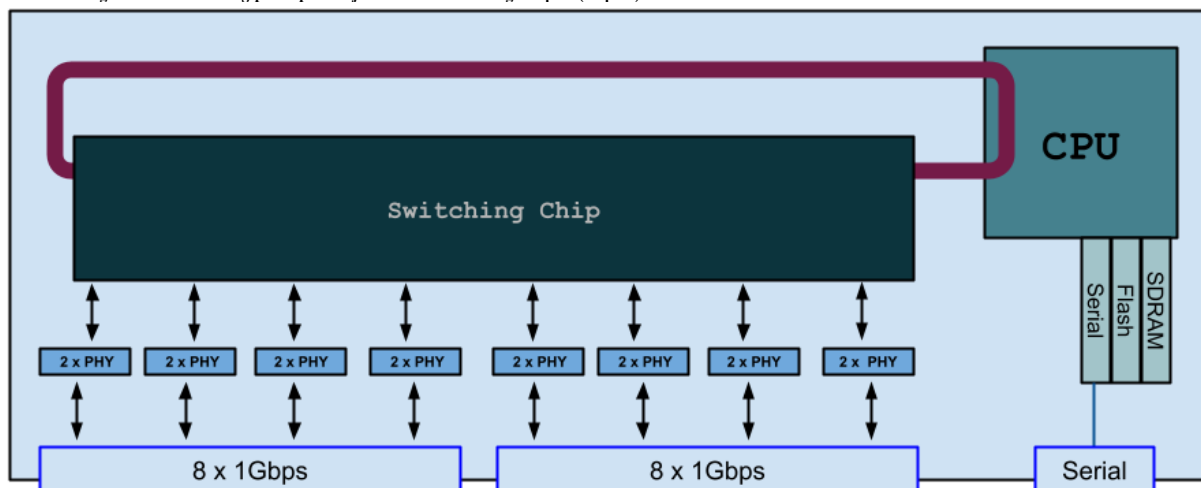 CPU
Switching Chip
Serial
Flash
SDRAM
2 x PHY
2 x PHY
2 x PHY
2 x PHY
2 x PHY
2 x PHY
2 x PHY
2 x PHY
8 x 1Gbps
8 x 1Gbps
Serial